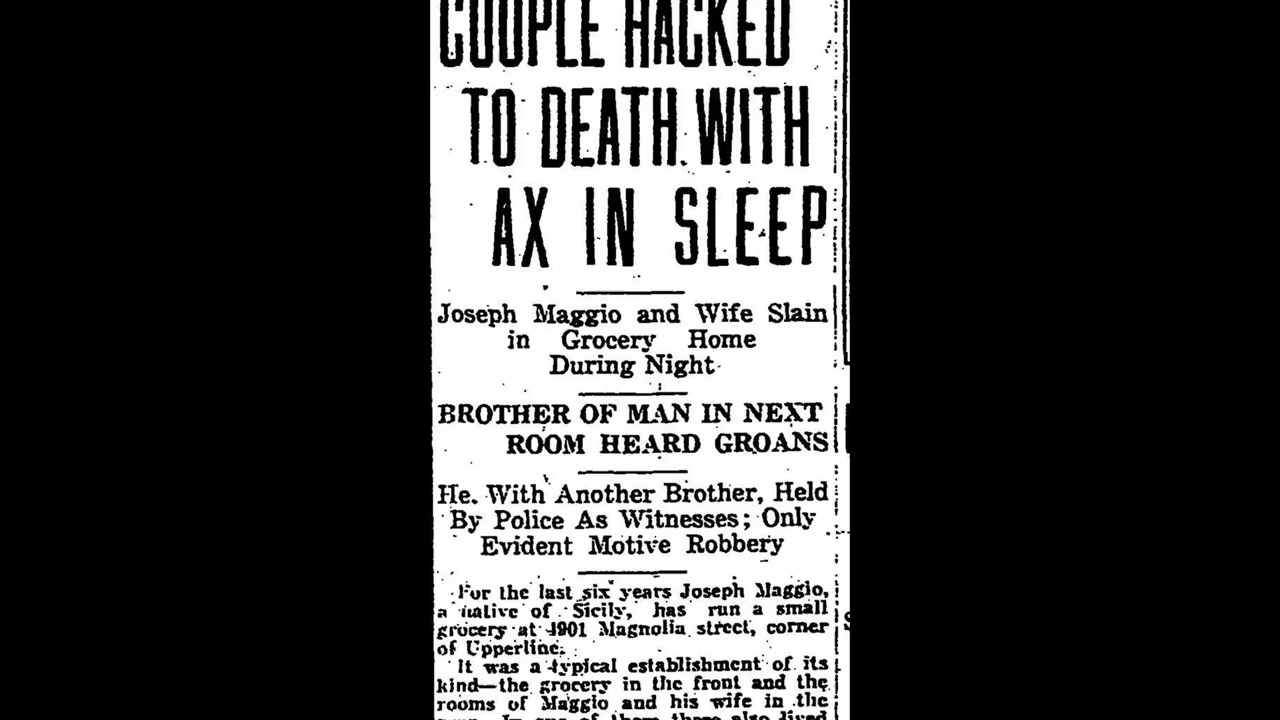 COUPLE HACKED
TO DEATH WITH
AX IN SLEEP
Joseph Maggio and Wife Slain
in Grocery Home
During Night
BROTHER OF MAN IN NEXT
ROOM HEARD GROANS
He, With Another Brother, Held
By Police As Witnesses; Only
Evident Motive Robbery
For the last six years Joseph Maggio,
a native of Sicily, has run a small
grocery at 4901 Magnolia street, corner
of Upperline.
It was a typical establishment of its
kind—the grocery in the front and the
rooms of Maggio and his wife in the